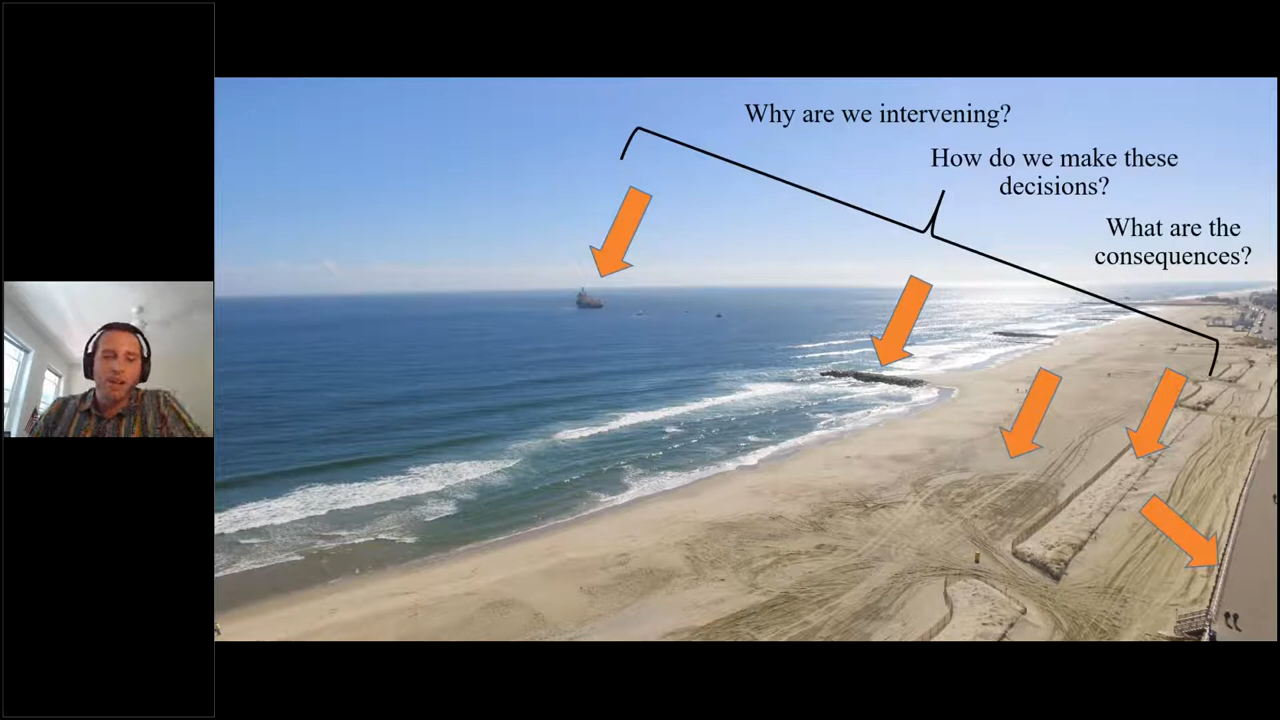 Why are we intervening?
How do we make these
decisions?
What are the
consequences?